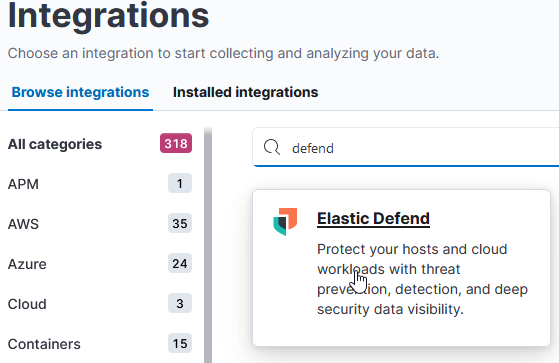 Integrations
Choose an integration to start collecting and analyzing your data.
Browse integrations
Installed integrations
All categories 318
APM 1
AWS 35
Azure 24
Cloud 3
Containers 15
defend
Elastic Defend
Protect your hosts and cloud
workloads with threat
prevention, detection, and deep
security data visibility.